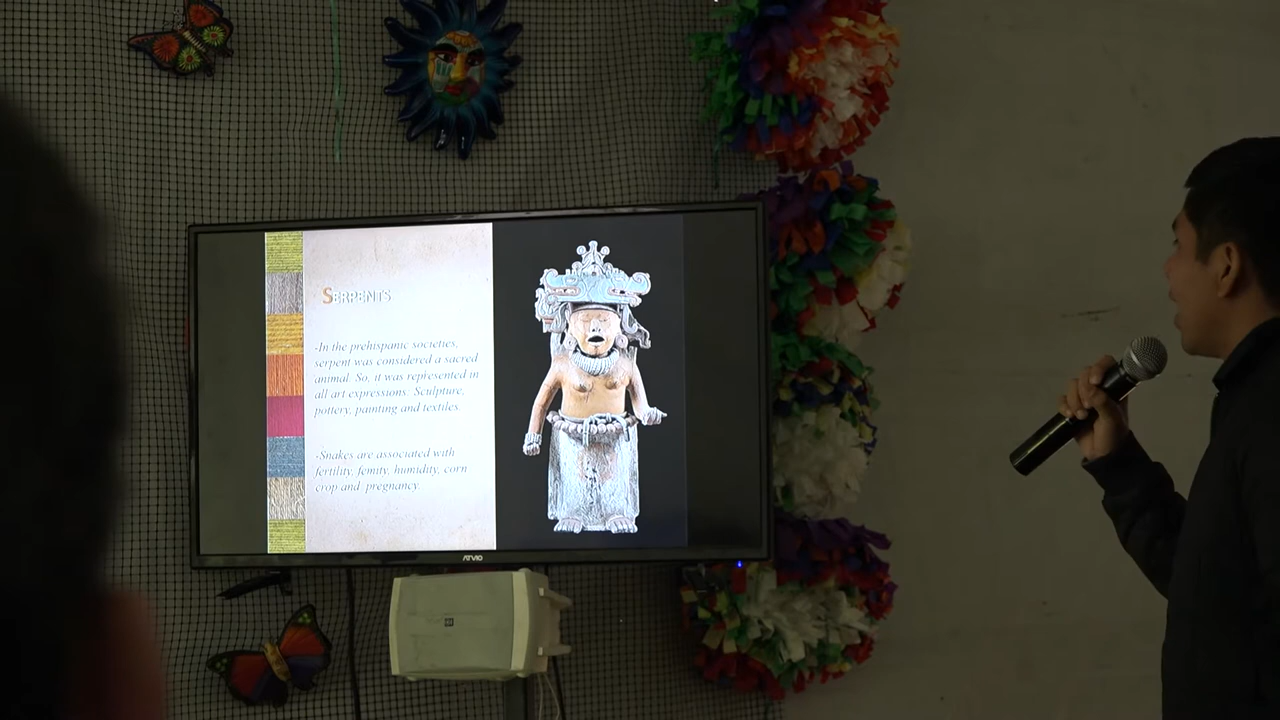 SERPENTS
-In the prehispanic societies,
serpent was considered a sacred
animal. So, it was represented in
all art expressions: Sculpture,
pottery, painting and textiles.
-Snakes are associated with
fertility, femity, humidity, corn
crop and pregnancy.
ATVIO